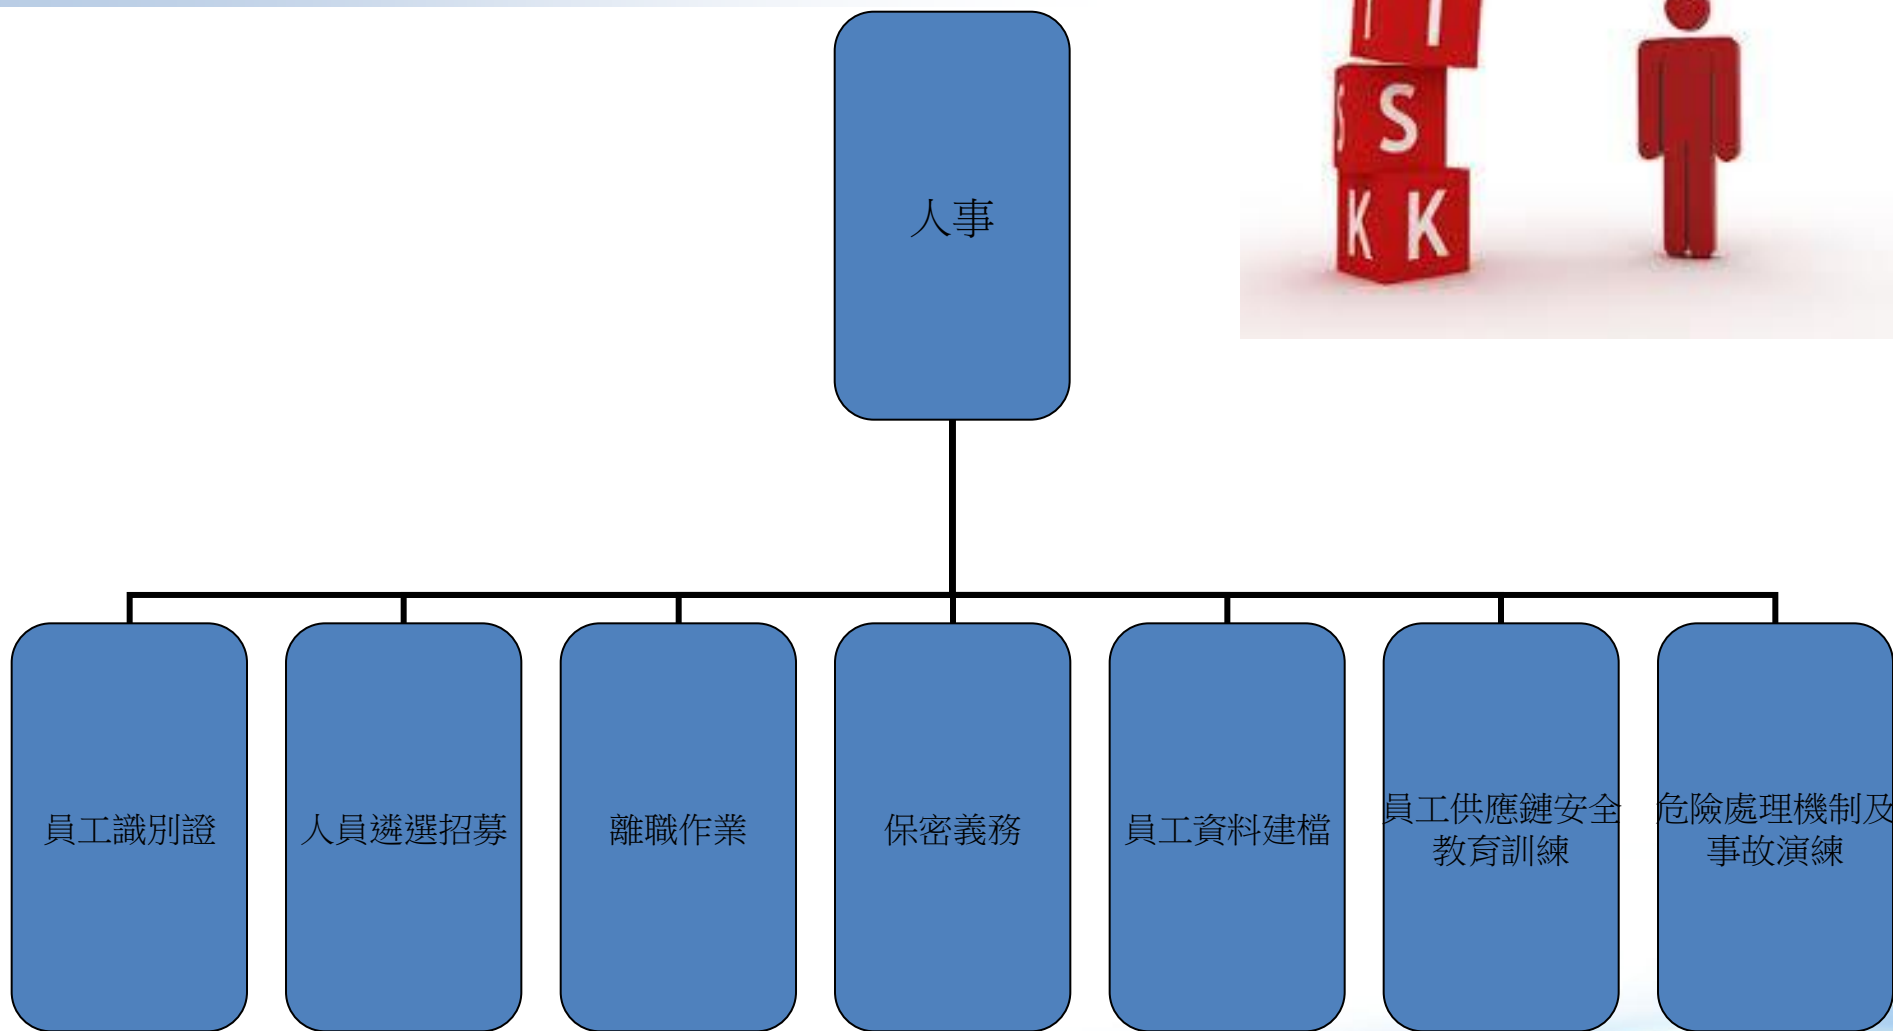 人事
S S
K K
員工識別證
人員遴選招募
離職作業
保密義務
員工資料建檔
員工供應鏈安全
教育訓練
危險處理機制及
事故演練